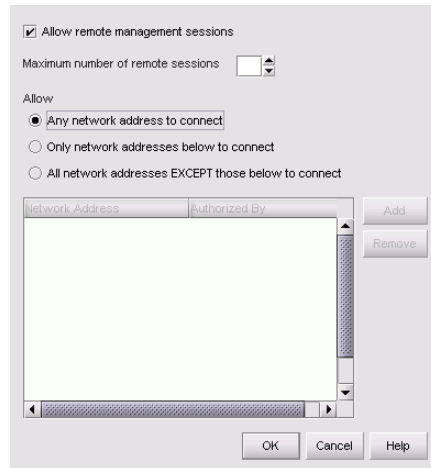 Allow remote management sessions
Maximum number of remote sessions
Allow
Any network address to connect
Only network addresses below to connect
All network addresses EXCEPT those below to connect
Network Address Authorized By
Add
Remove
OK Cancel Help